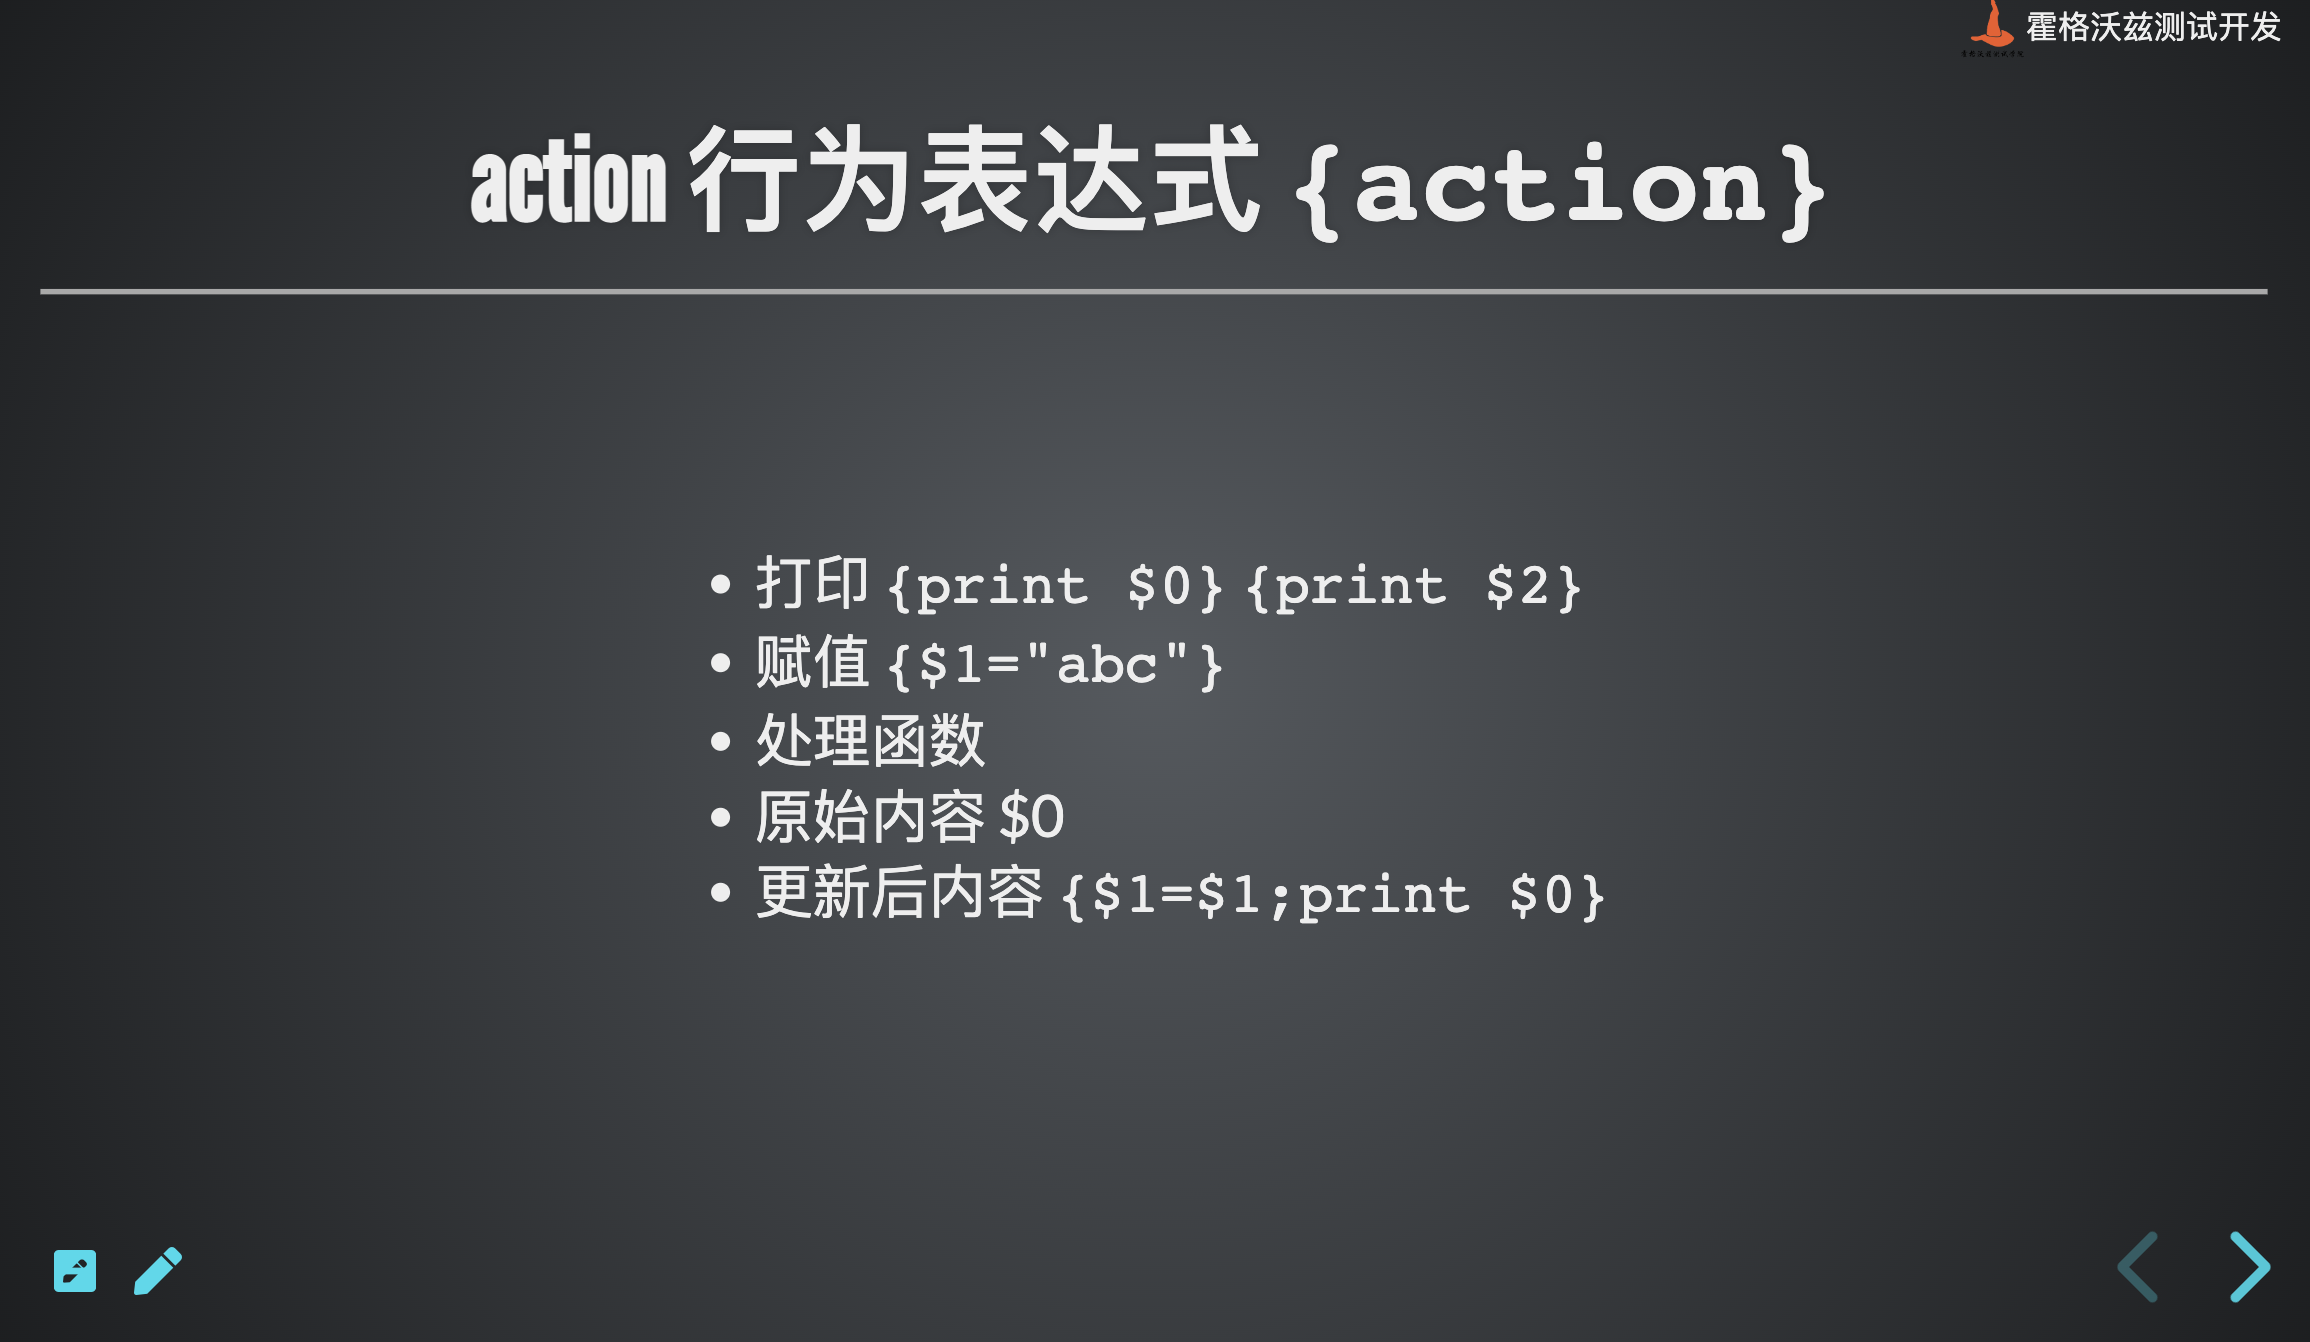 霍格沃兹测试开发
action 行为表达式 {action}
打印 {print $0} {print $2}
赋值 {$1="abc"}
处理函数
原始内容 $0
更新后内容 {$1=$1;print $0}